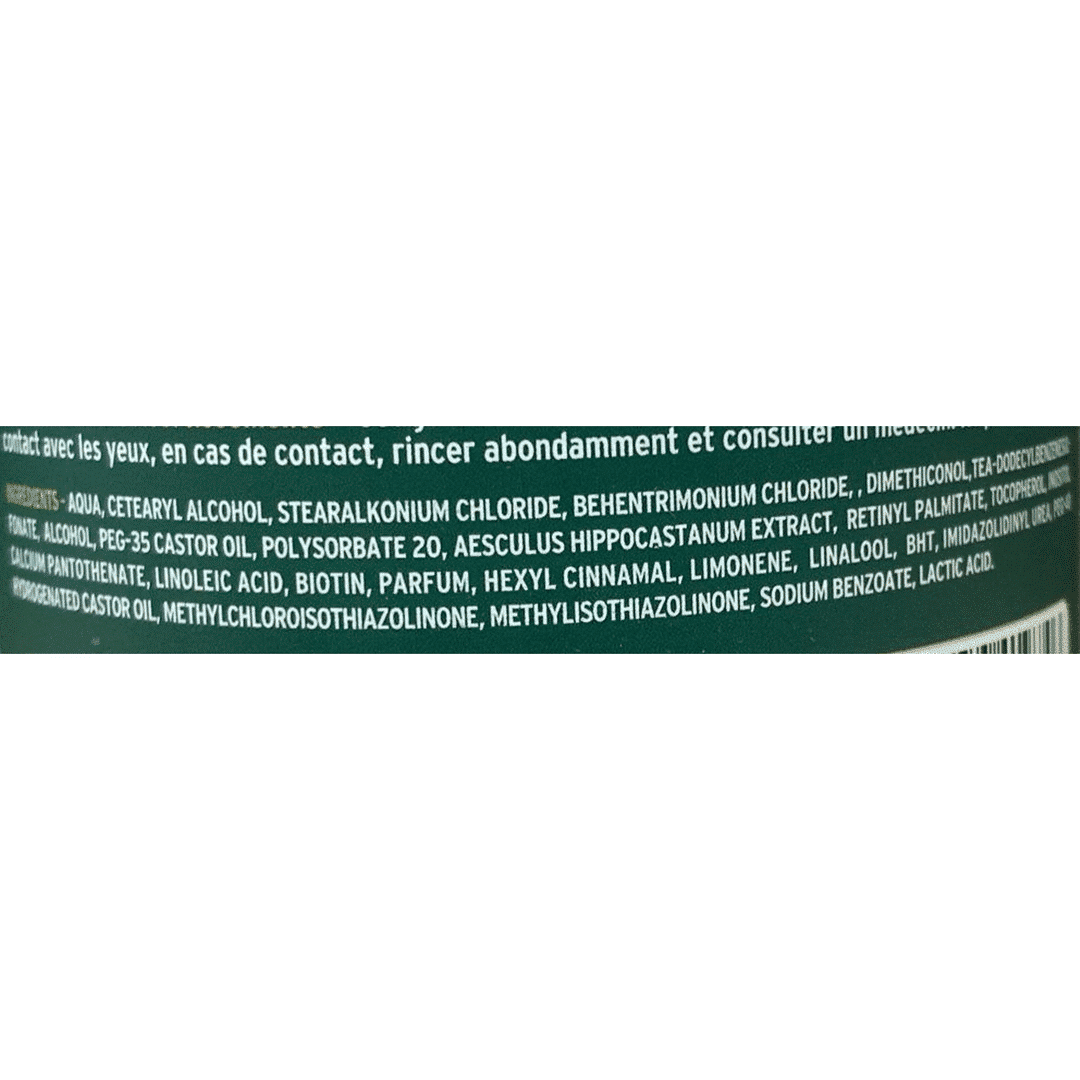 contact avec les yeux, en cas de contact, rincer abondamment et consulter un
INGREDIENTS - AQUA, CETEARYL ALCOHOL, STEARALKONIUM CHLORIDE, BEHENTRIMONIUM CHLORIDE, , DIMETHICONOL,TEA-DODECYLBENZENESUL
FONATE, ALCOHOL, PEG-35 CASTOR OIL, POLYSORBATE 20, AESCULUS HIPPOCASTANUM EXTRACT, RETINYL PALMITATE, TOCOPHEROL, INOSITOL,
CALCIUM PANTOTHENATE, LINOLEIC ACID, BIOTIN, PARFUM, HEXYL CINNAMAL, LIMONENE, LINALOOL, BHT, IMIDAZOLIDINYL UREA, PEG-40
HYDROGENATED CASTOR OIL, METHYLCHLOROISOTHIAZOLINONE, METHYLISOTHIAZOLINONE, SODIUM BENZOATE, LACTIC ACID.